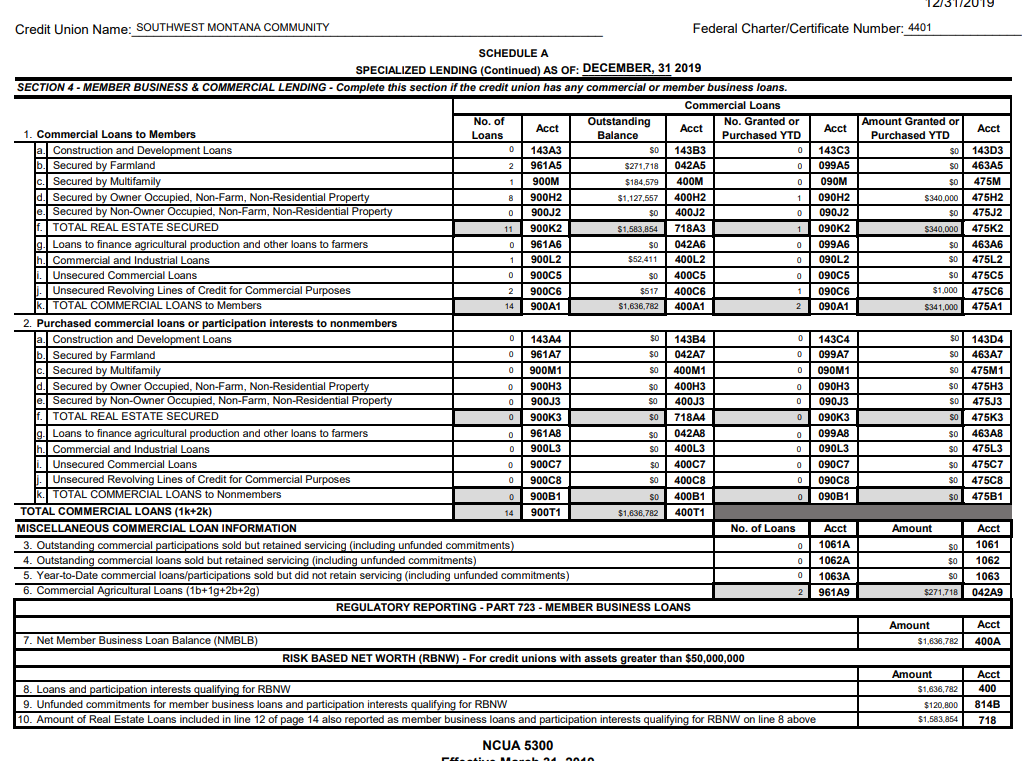 12/31/2019
Credit Union Name: SOUTHWEST MONTANA COMMUNITY Federal Charter/Certificate Number: 4401
SCHEDULE A
SPECIALIZED LENDING (Continued) AS OF: DECEMBER, 31 2019
SECTION 4 - MEMBER BUSINESS & COMMERCIAL LENDING - Complete this section if the credit union has any commercial or member business loans.
Commercial Loans
1. Commercial Loans to Members No. of Loans Acct Outstanding Balance Acct No. Granted or Purchased YTD Acct Amount Granted or Purchased YTD Acct
a. Construction and Development Loans 0 143A3 $0 143B3 0 143C3 $0 143D3
b. Secured by Farmland 2 961A5 $271,718 042A5 0 099A5 $0 463A5
c. Secured by Multifamily 1 900M $184,579 400M 0 090M $0 475M
d. Secured by Owner Occupied, Non-Farm, Non-Residential Property 8 900H2 $1,127,557 400H2 1 090H2 $340,000 475H2
e. Secured by Non-Owner Occupied, Non-Farm, Non-Residential Property 0 900J2 $0 400J2 0 090J2 $0 475J2
f. TOTAL REAL ESTATE SECURED 11 900K2 $1,583,854 718A3 1 090K2 $340,000 475K2
g. Loans to finance agricultural production and other loans to farmers 0 961A6 $0 042A6 0 099A6 $0 463A6
h. Commercial and Industrial Loans 1 900L2 $52,411 400L2 0 090L2 $0 475L2
i. Unsecured Commercial Loans 0 900C5 $0 400C5 0 090C5 $0 475C5
j. Unsecured Revolving Lines of Credit for Commercial Purposes 2 900C6 $517 400C6 1 090C6 $1,000 475C6
k. TOTAL COMMERCIAL LOANS to Members 14 900A1 $1,636,782 400A1 2 090A1 $341,000 475A1
2. Purchased commercial loans or participation interests to nonmembers
a. Construction and Development Loans 0 143A4 $0 143B4 0 143C4 $0 143D4
b. Secured by Farmland 0 961A7 $0 042A7 0 099A7 $0 463A7
c. Secured by Multifamily 0 900M1 $0 400M1 0 090M1 $0 475M1
d. Secured by Owner Occupied, Non-Farm, Non-Residential Property 0 900H3 $0 400H3 0 090H3 $0 475H3
e. Secured by Non-Owner Occupied, Non-Farm, Non-Residential Property 0 900J3 $0 400J3 0 090J3 $0 475J3
f. TOTAL REAL ESTATE SECURED 0 900K3 $0 718A4 0 090K3 $0 475K3
g. Loans to finance agricultural production and other loans to farmers 0 961A8 $0 042A8 0 099A8 $0 463A8
h. Commercial and Industrial Loans 0 900L3 $0 400L3 0 090L3 $0 475L3
i. Unsecured Commercial Loans 0 900C7 $0 400C7 0 090C7 $0 475C7
j. Unsecured Revolving Lines of Credit for Commercial Purposes 0 900C8 $0 400C8 0 090C8 $0 475C8
k. TOTAL COMMERCIAL LOANS to Nonmembers 0 900B1 $0 400B1 0 090B1 $0 475B1
TOTAL COMMERCIAL LOANS (1k+2k) 14 900T1 $1,636,782 400T1
MISCELLANEOUS COMMERCIAL LOAN INFORMATION No. of Loans Acct Amount Acct
3. Outstanding commercial participations sold but retained servicing (including unfunded commitments) 0 1061A $0 1061
4. Outstanding commercial loans sold but retained servicing (including unfunded commitments) 0 1062A $0 1062
5. Year-to-Date commercial loans/participations sold but did not retain servicing (including unfunded commitments) 0 1063A $0 1063
6. Commercial Agricultural Loans (1b+1g+2b+2g) 2 961A9 $271,718 042A9
REGULATORY REPORTING - PART 723 - MEMBER BUSINESS LOANS
Amount Acct
7. Net Member Business Loan Balance (NMBLB) $1,636,782 400A
RISK BASED NET WORTH (RBNW) - For credit unions with assets greater than $50,000,000
Amount Acct
8. Loans and participation interests qualifying for RBNW $1,636,782 400
9. Unfunded commitments for member business loans and participation interests qualifying for RBNW $120,800 814B
10. Amount of Real Estate Loans included in line 12 of page 14 also reported as member business loans and participation interests qualifying for RBNW on line 8 above $1,583,854 718
NCUA 5300
Effective March 31, 2019